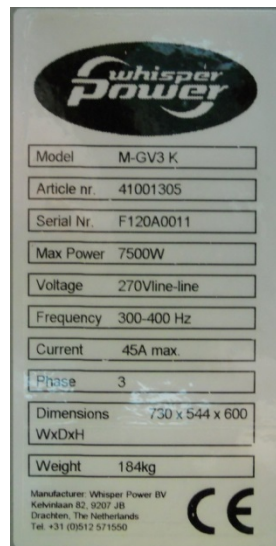 whisper
power
Model M-GV3 K
Article nr. 41001305
Serial Nr. F120A0011
Max Power 7500W
Voltage 270Vline-line
Frequency 300-400 Hz
Current 45A max.
Phase 3
Dimensions 730 x 544 x 600
WxDxH
Weight 184kg
Manufacturer: Whisper Power BV
Kelvinlaan 82, 9207 JB
Drachten, The Netherlands
Tel. +31 (0)512 571550
CE